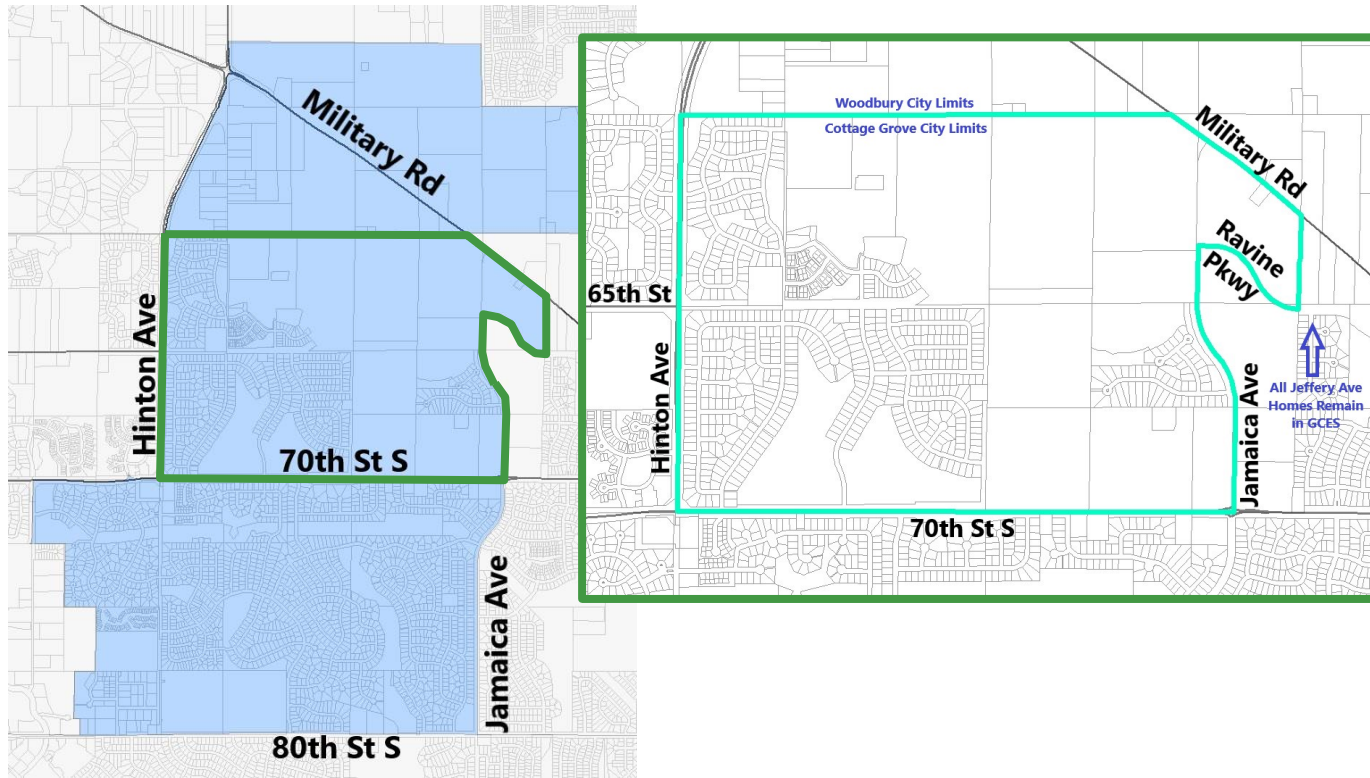 Military Rd
Hinton Ave
70th St S
Jamaica Ave
80th St S
Woodbury City Limits
Cottage Grove City Limits
Military Rd
Ravine
Pkwy
65th St
Hinton Ave
All Jeffery Ave
Homes Remain
in GCES
Jamaica Ave
70th St S